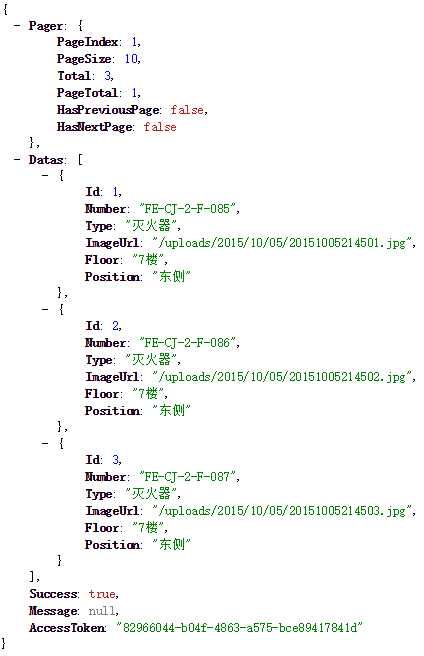 {
- Pager: {
PageIndex: 1,
PageSize: 10,
Total: 3,
PageTotal: 1,
HasPreviousPage: false,
HasNextPage: false
},
- Datas: [
- {
Id: 1,
Number: "FE-CJ-2-F-085",
Type: "灭火器",
ImageUrl: "/uploads/2015/10/05/20151005214501.jpg",
Floor: "7楼",
Position: "东侧"
},
- {
Id: 2,
Number: "FE-CJ-2-F-086",
Type: "灭火器",
ImageUrl: "/uploads/2015/10/05/20151005214502.jpg",
Floor: "7楼",
Position: "东侧"
},
- {
Id: 3,
Number: "FE-CJ-2-F-087",
Type: "灭火器",
ImageUrl: "/uploads/2015/10/05/20151005214503.jpg",
Floor: "7楼",
Position: "东侧"
}
],
Success: true,
Message: null,
AccessToken: "82966044-b04f-4863-a575-bce89417841d"
}